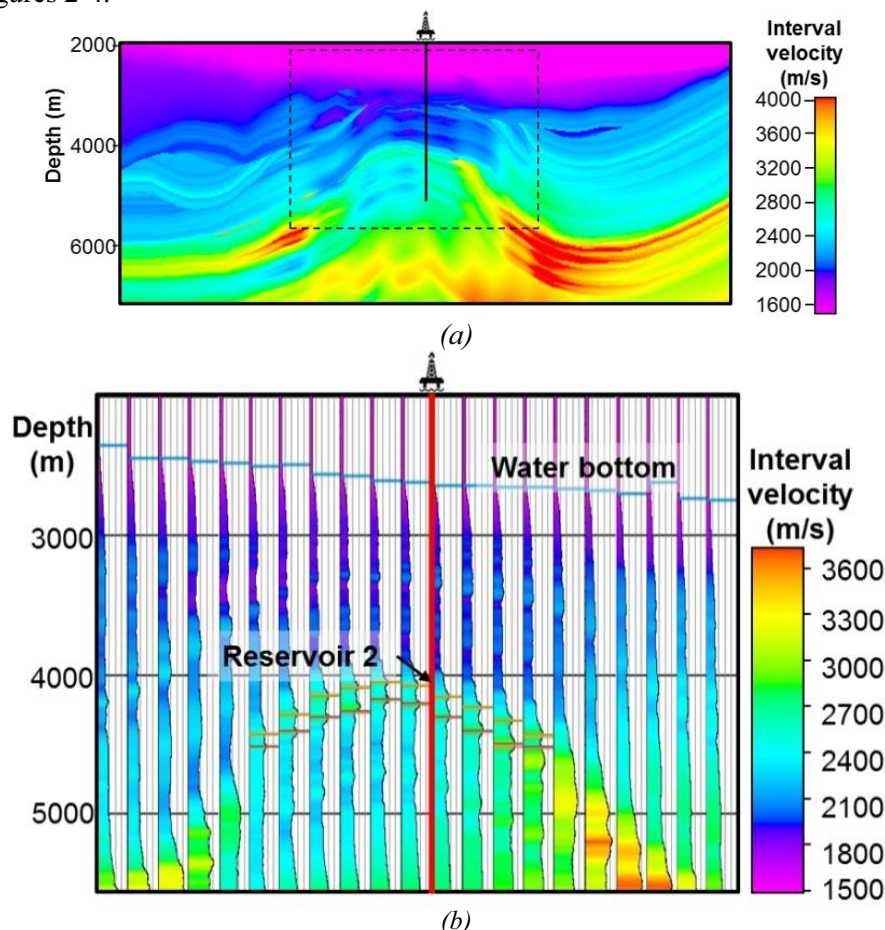 gures 2-4.
Interval
velocity
(m/s)
Depth (m)
2000
4000
6000
4000
3600
3200
2800
2400
2000
1600
(a)
Depth
(m)
Water bottom
3000
Reservoir 2
4000
5000
Interval
velocity
(m/s)
3600
3300
3000
2700
2400
2100
1800
1500
(b)